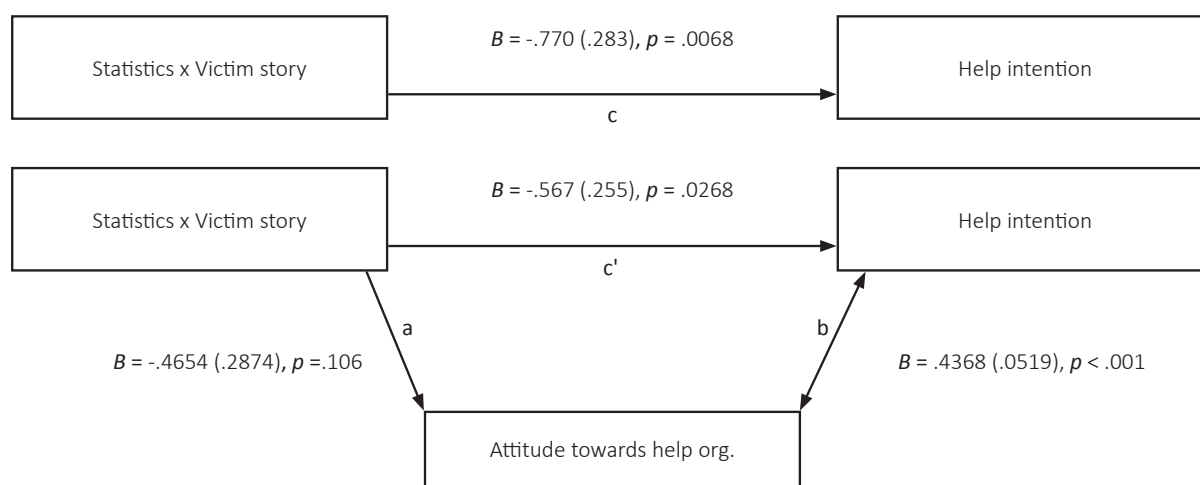 B = -.770 (.283), p = .0068
Statistics x Victim story
Help intention
c
B = -.567 (.255), p = .0268
Statistics x Victim story
Help intention
c'
a
b
B = -.4654 (.2874), p =.106
B = .4368 (.0519), p < .001
Attitude towards help org.